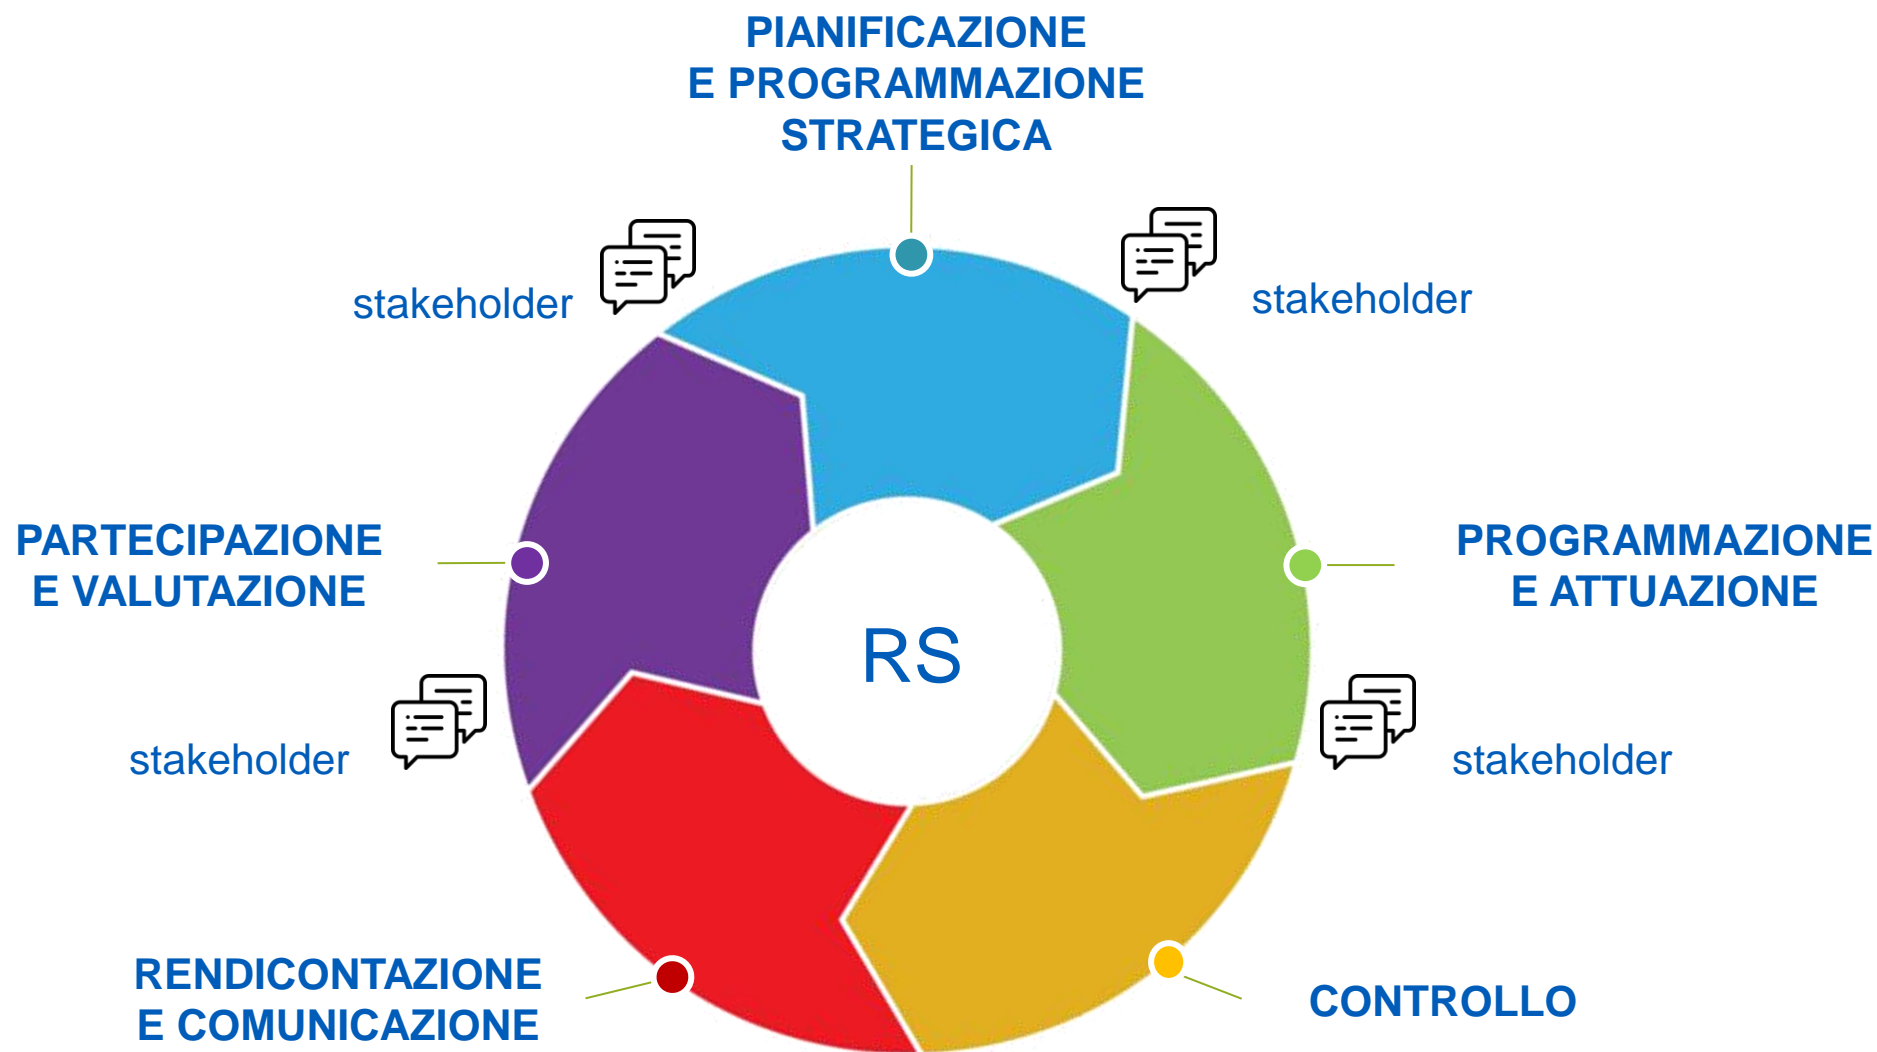 PIANIFICAZIONE
E PROGRAMMAZIONE
STRATEGICA
stakeholder
stakeholder
PARTECIPAZIONE
E VALUTAZIONE
PROGRAMMAZIONE
E ATTUAZIONE
RS
stakeholder
stakeholder
RENDICONTAZIONE
E COMUNICAZIONE
CONTROLLO